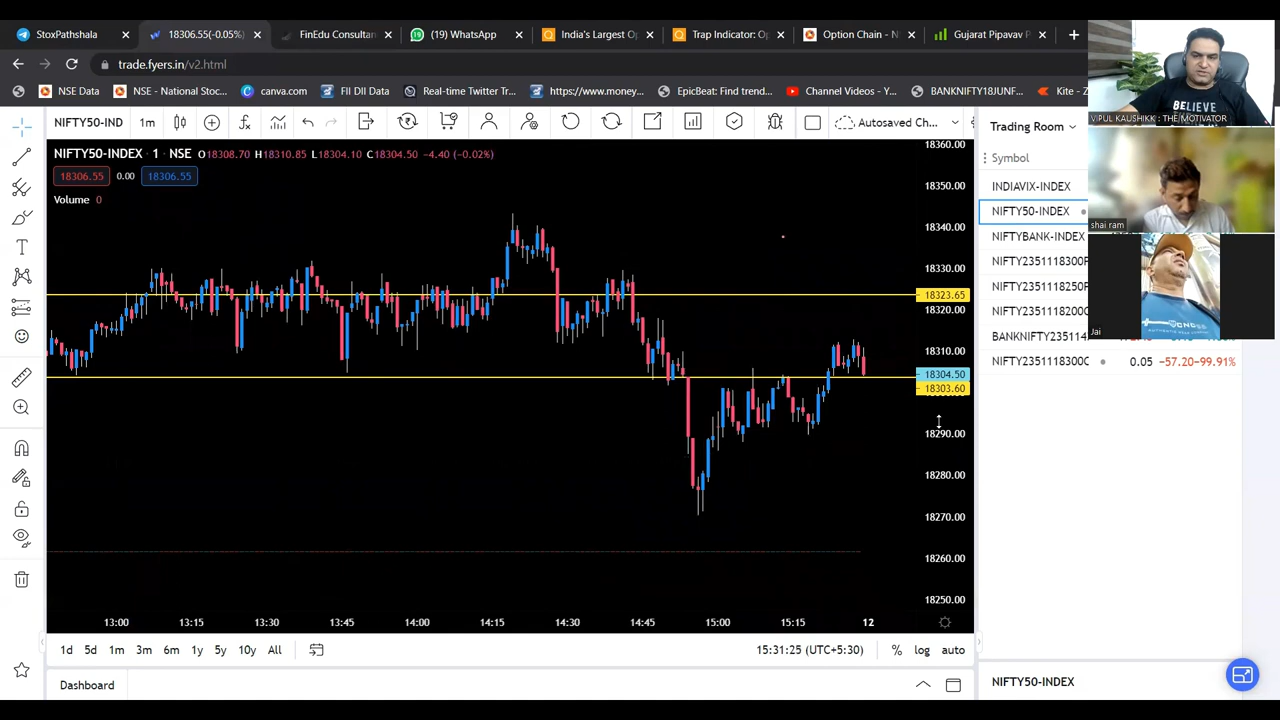 StoxPathshala
18306.55(-0.05%)
FinEdu Consultan
(19) WhatsApp
India's Largest Op
Trap Indicator: Op
Option Chain - N
Gujarat Pipavav P
trade.fyers.in/v2.html
NSE Data
NSE - National Stoc...
canva.com
FII DII Data
Real-time Twitter Tr...
https://www.money...
EpicBeat: Find trend...
Channel Videos - Y...
BANKNIFTY18JUNF...
Kite - Z
BELIEVE
VIPUL KAUSHIKK : THE MOTIVATOR
NIFTY50-IND
1m
Autosaved Ch...
Trading Room
NIFTY50-INDEX · 1 · NSE O18308.70 H18310.85 L18304.10 C18304.50 −4.40 (−0.02%)
18306.55 0.00 18306.55
Volume 0
Symbol
INDIAVIX-INDEX
NIFTY50-INDEX
NIFTYBANK-INDEX
NIFTY2351118300P
NIFTY2351118250P
NIFTY2351118200C
BANKNIFTY235114
NIFTY2351118300C 0.05 −57.20 −99.91%
shai ram
Jai
18360.00
18350.00
18340.00
18330.00
18323.65
18320.00
18310.00
18304.50
18303.60
18290.00
18280.00
18270.00
18260.00
18250.00
13:00 13:15 13:30 13:45 14:00 14:15 14:30 14:45 15:00 15:15 12
1d 5d 1m 3m 6m 1y 5y 10y All
15:31:25 (UTC+5:30) % log auto
Dashboard
NIFTY50-INDEX